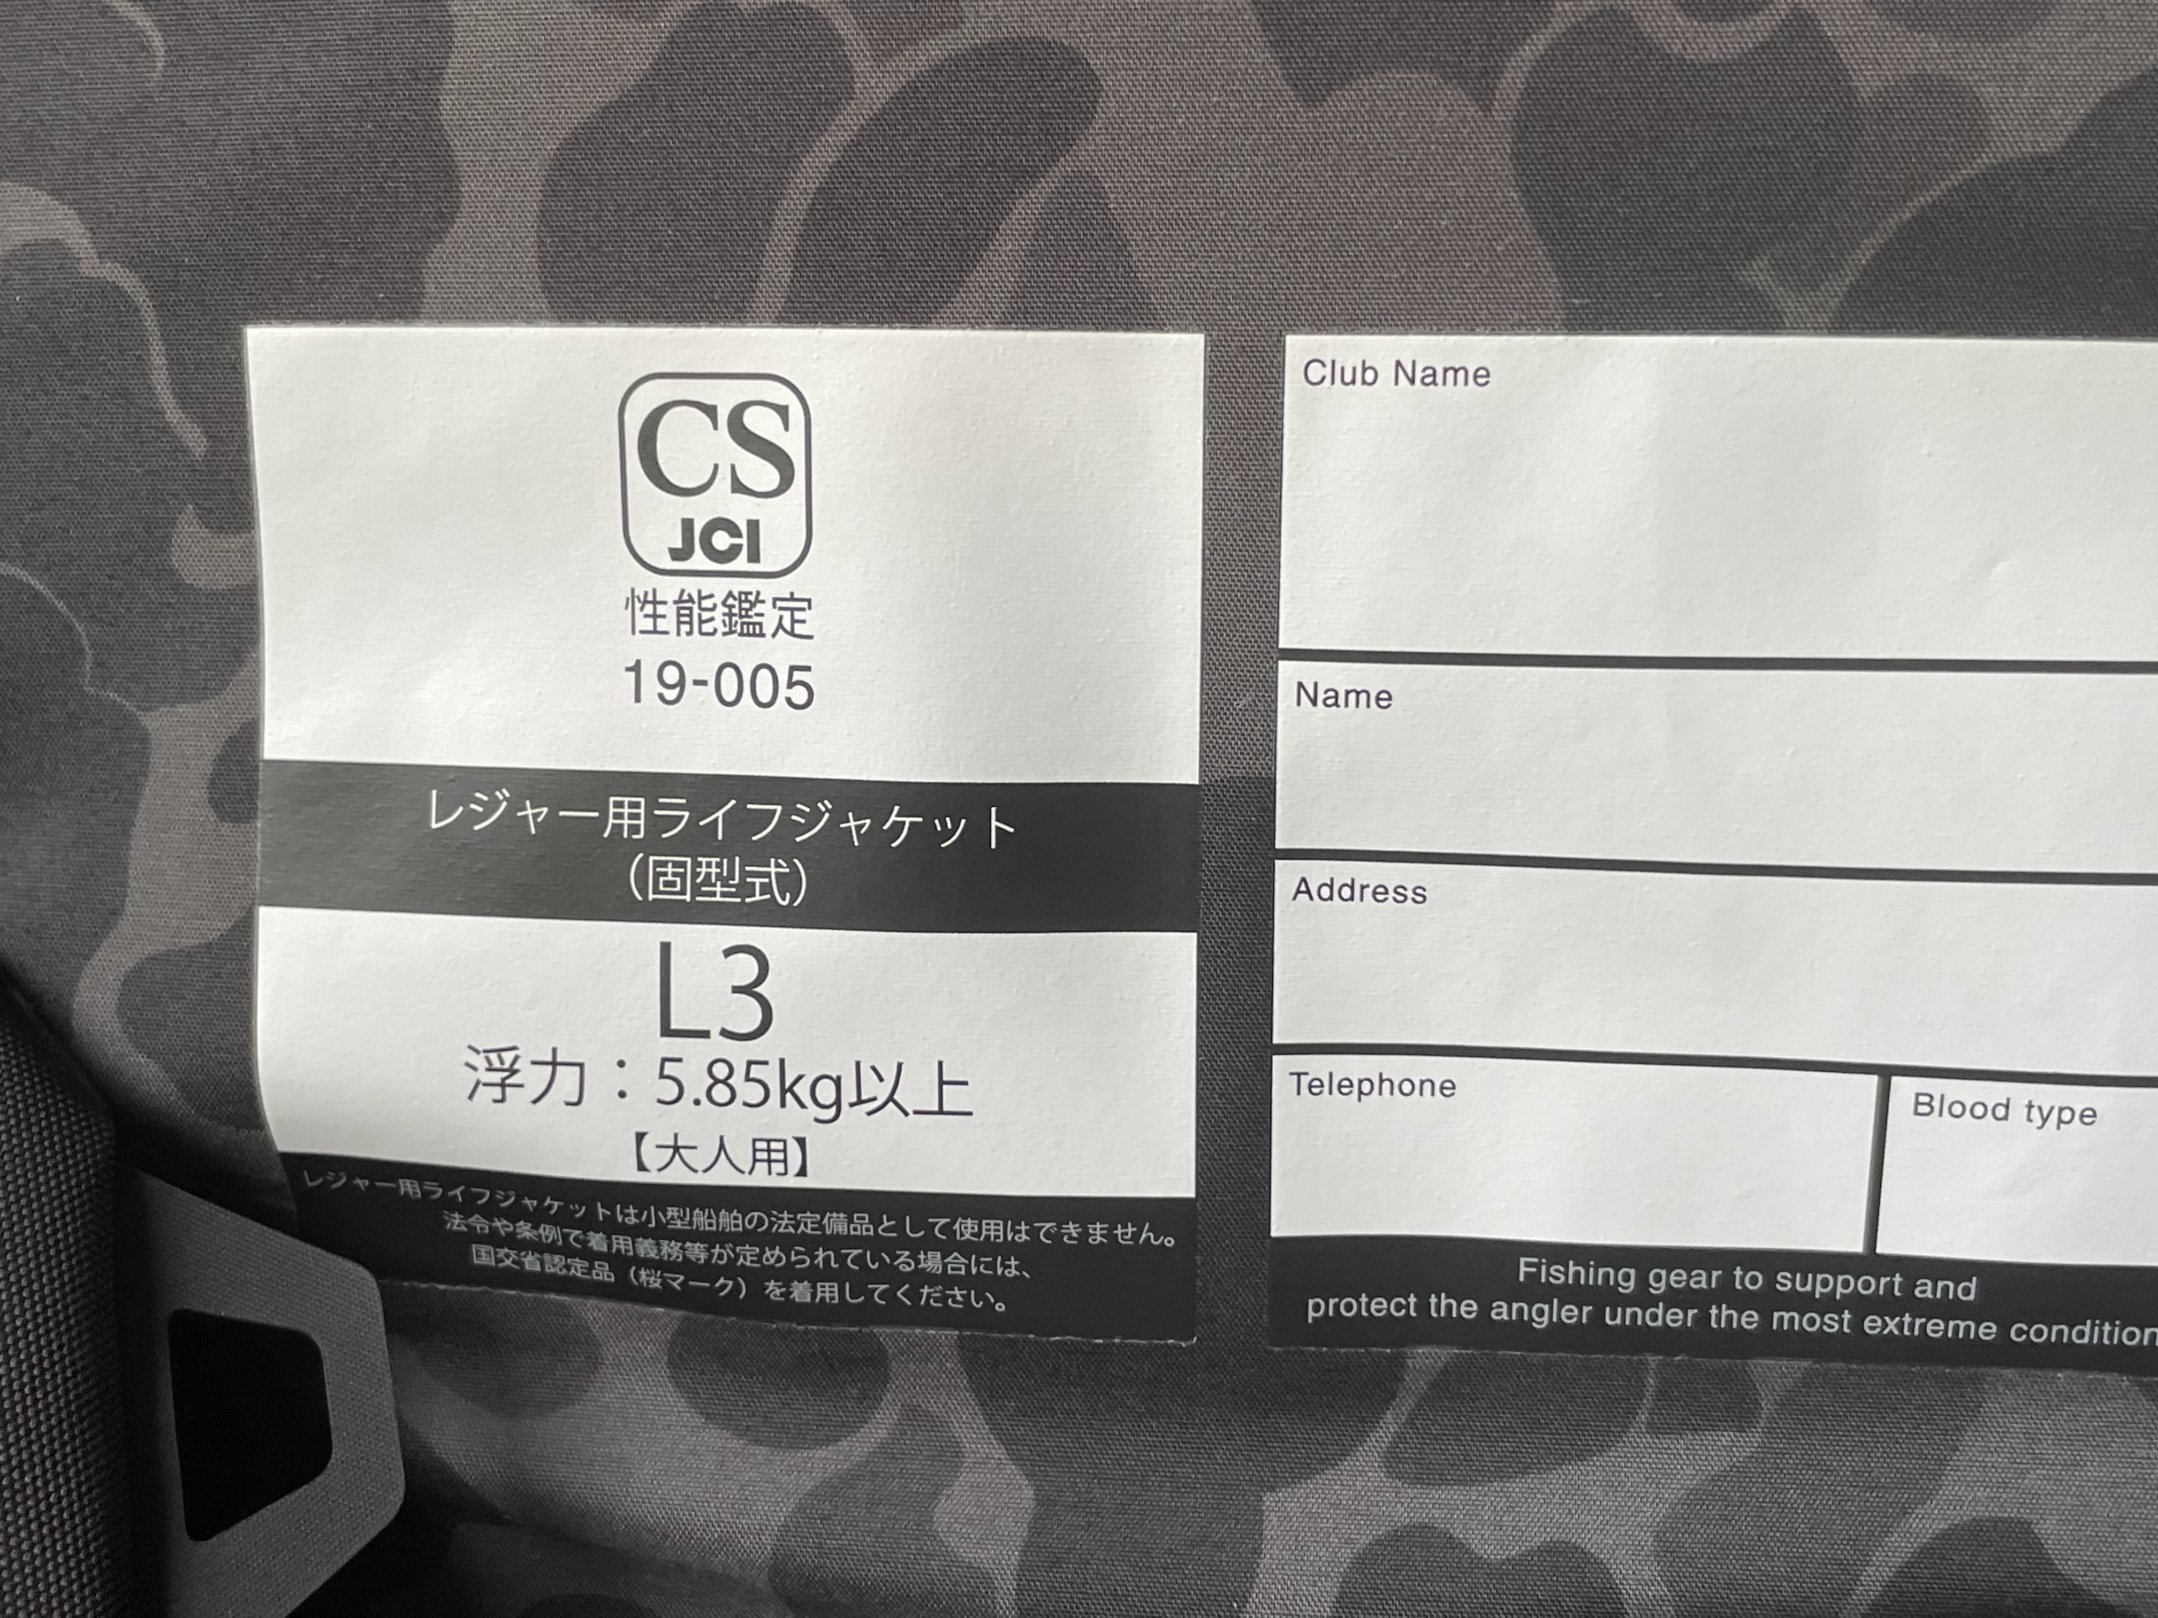 CS
JCI
性能鑑定
19-005
レジャー用ライフジャケット
（固型式）
L3
浮力：5.85kg以上
【大人用】
レジャー用ライフジャケットは小型船舶の法定備品として使用はできません。
法令や条例で着用義務等が定められている場合には、
国交省認定品（桜マーク）を着用してください。
Club Name
Name
Address
Telephone
Blood type
Fishing gear to support and
protect the angler under the most extreme condition